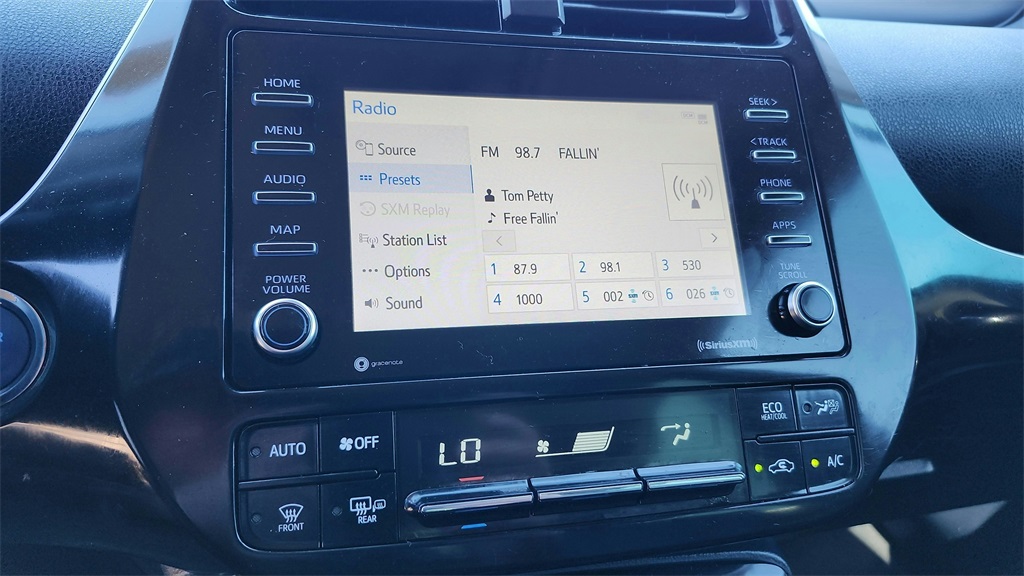 HOME
MENU
AUDIO
MAP
POWER
VOLUME
Radio
Source
Presets
SXM Replay
Station List
Options
Sound
FM 98.7 FALLIN'
Tom Petty
Free Fallin'
< >
1 87.9 2 98.1 3 530
4 1000 5 002 SXM 6 026 SXM
SEEK >
< TRACK
PHONE
APPS
TUNE
SCROLL
gracenote
((SiriusXM))
AUTO
OFF
FRONT
REAR
LO
ECO
HEAT/COOL
A/C